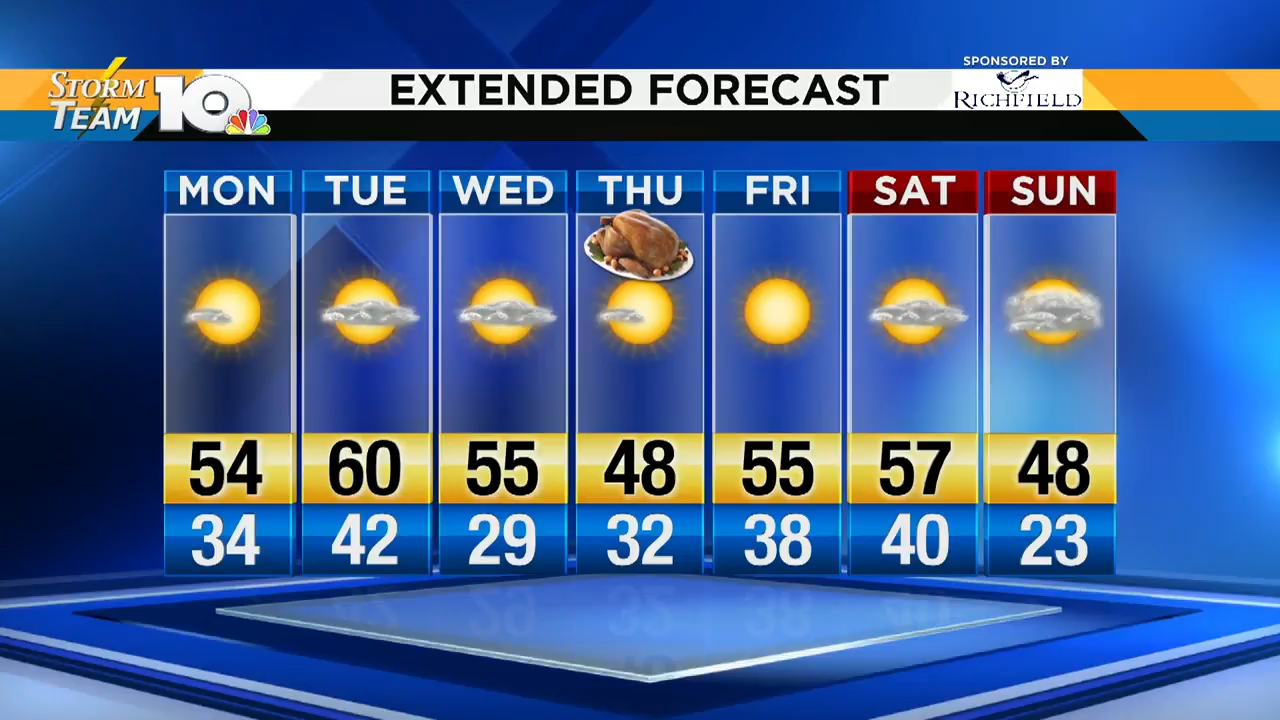 SPONSORED BY
STORM
TEAM
10
EXTENDED FORECAST
RICHFIELD
MON TUE WED THU FRI SAT SUN
54 60 55 48 55 57 48
34 42 29 32 38 40 23